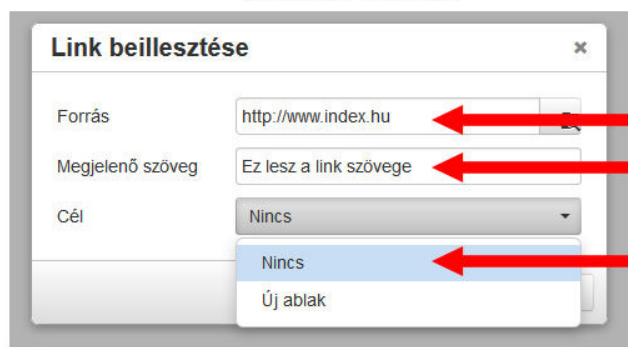 Link beillesztése ×
Forrás http://www.index.hu
Megjelenő szöveg Ez lesz a link szövege
Cél Nincs
Nincs
Új ablak